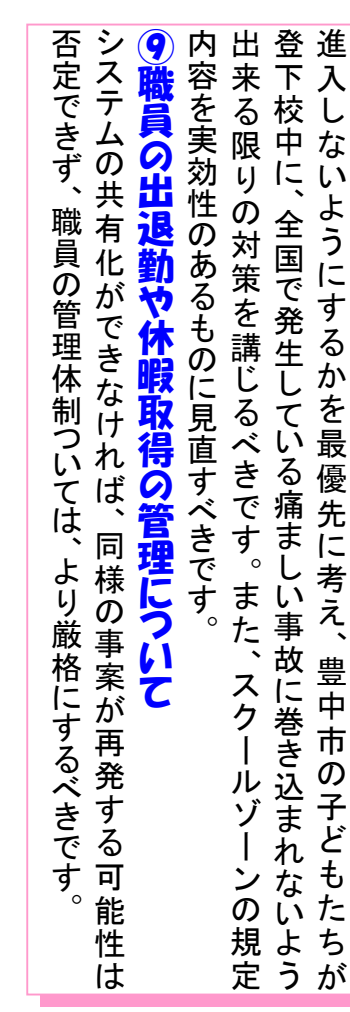 進入しないようにするかを最優先に考え、豊中市の子どもたちが
登下校中に、全国で発生している痛ましい事故に巻き込まれないよう
出来る限りの対策を講じるべきです。また、スクールゾーンの規定
内容を実効性のあるものに見直すべきです。
⑨職員の出退勤や休暇取得の管理について
システムの共有化ができなければ、同様の事案が再発する可能性は
否定できず、職員の管理体制ついては、より厳格にするべきです。